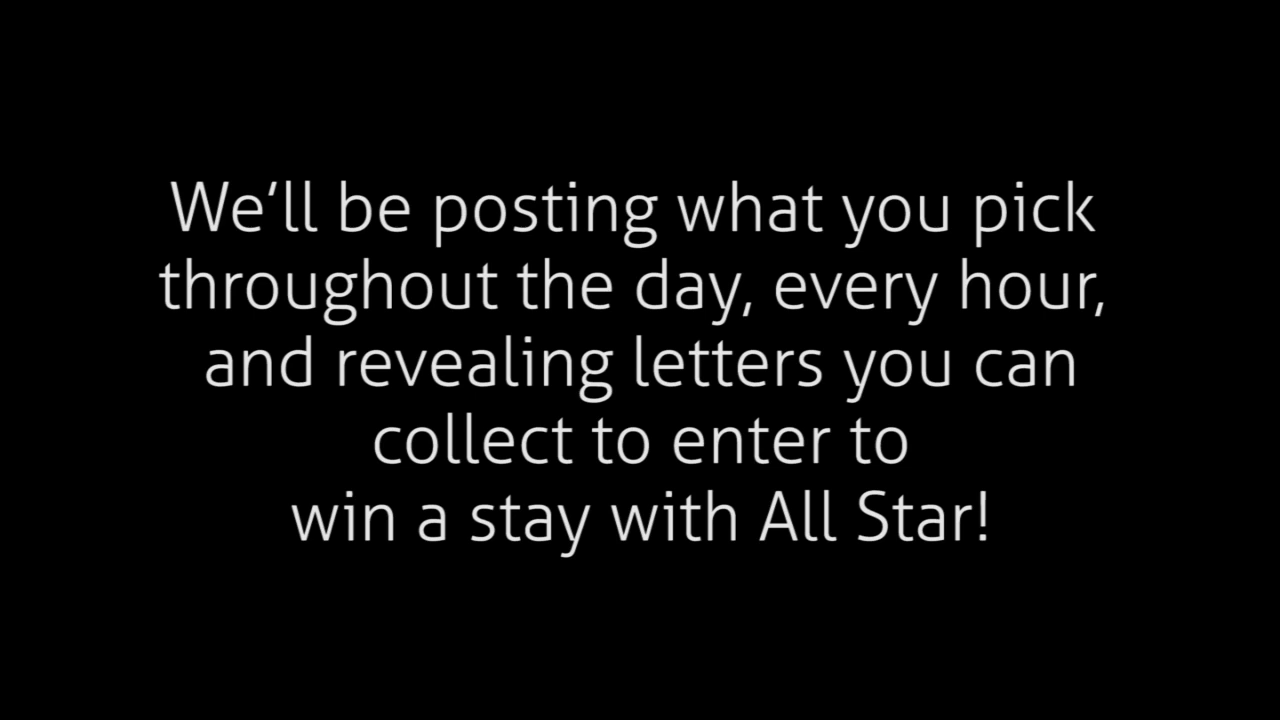 We'll be posting what you pick
throughout the day, every hour,
and revealing letters you can
collect to enter to
win a stay with All Star!